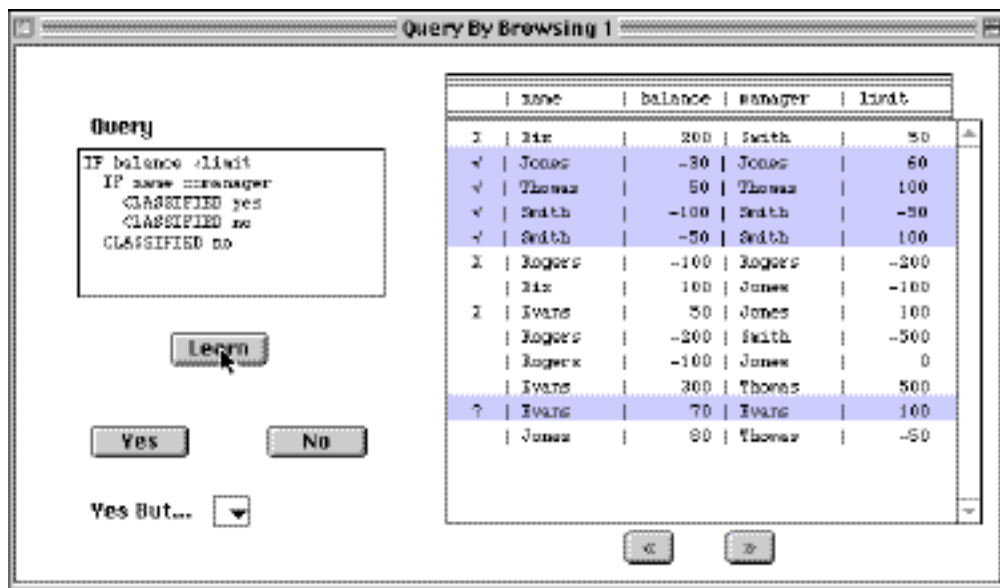 Query By Browsing 1
Query
IF balance <limit
IF name =manager
CLASSIFIED yes
CLASSIFIED no
CLASSIFIED no
Learn
Yes No
Yes But...
| name | balance | manager | limit
| Dix | 200 | Smith | 50
√ | Jones | -30 | Jones | 60
√ | Thomas | 50 | Thomas | 100
√ | Smith | -100 | Smith | -50
√ | Smith | -50 | Smith | 100
| Rogers | -100 | Rogers | -200
| Dix | 100 | Jones | -100
| Evans | 50 | Jones | 100
| Rogers | -200 | Smith | -500
| Rogers | -100 | Jones | 0
| Evans | 300 | Thomas | 500
? | Evans | 70 | Evans | 100
| Jones | 80 | Thomas | -50
« »